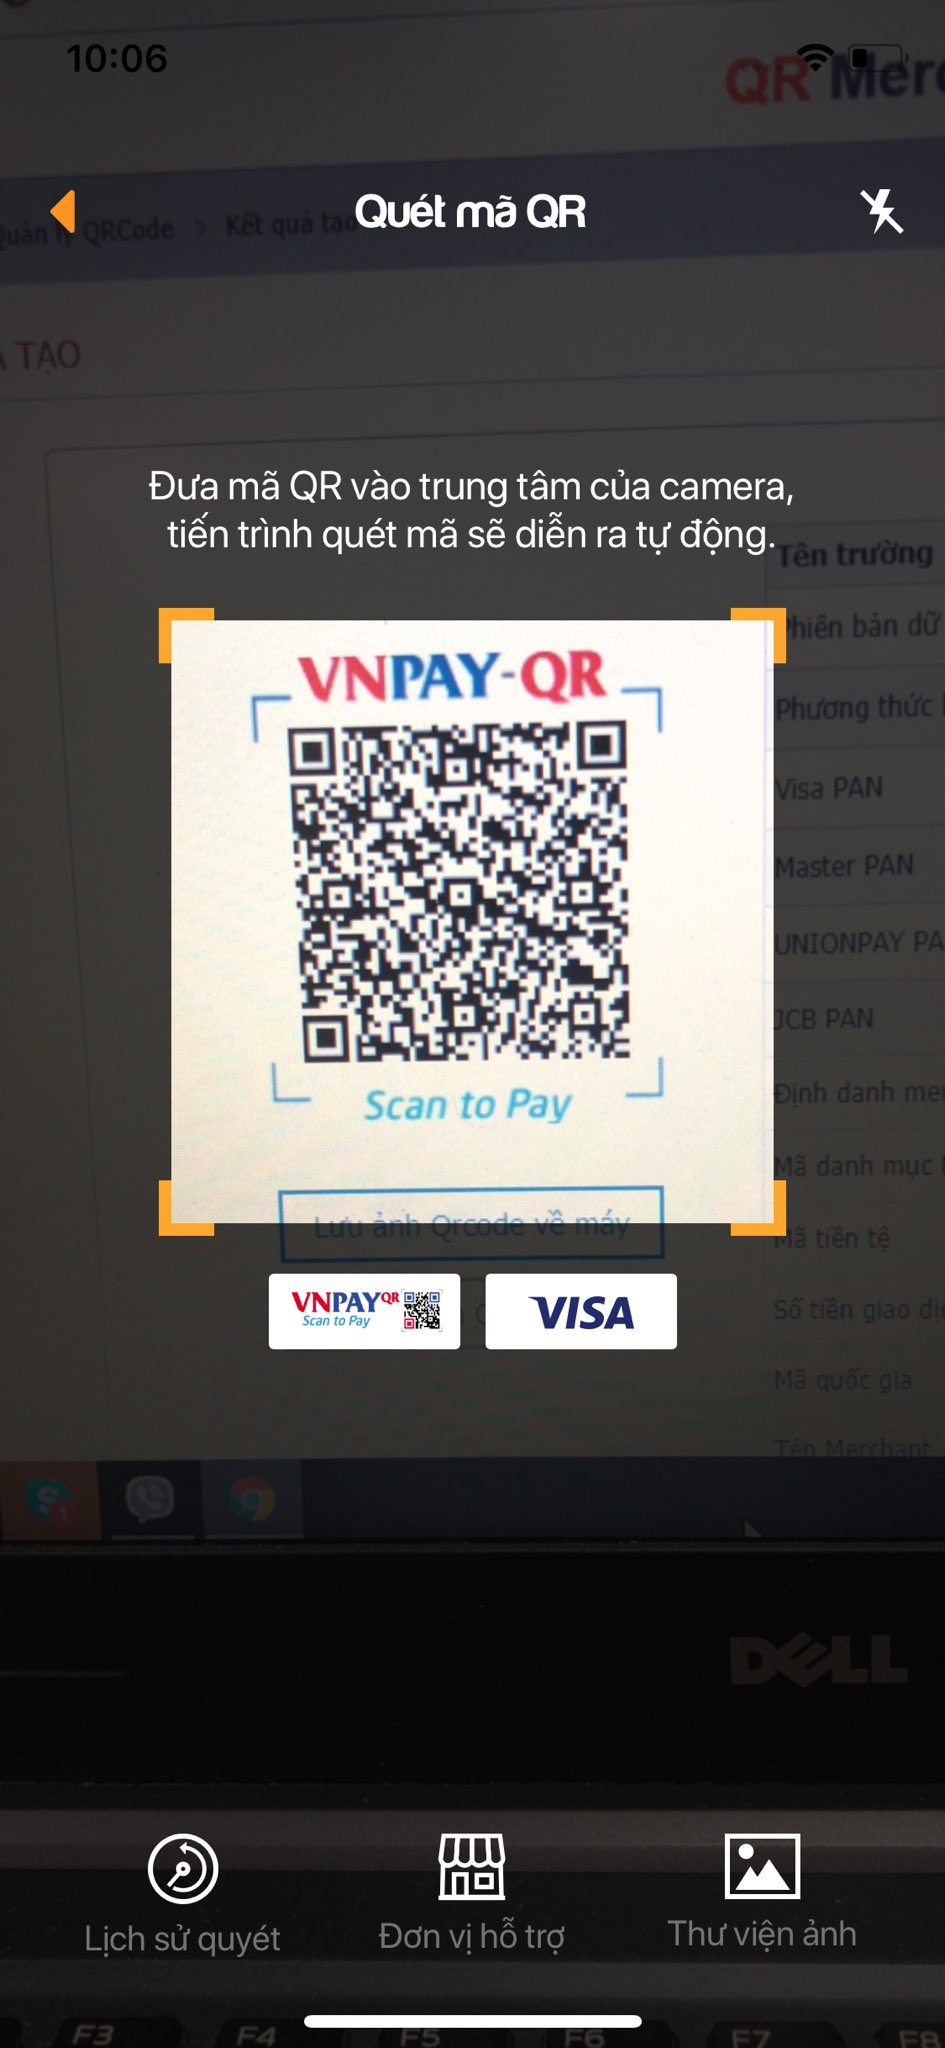 10:06
QR Merc
Quản lý QRCode > Kết quả tạo
Quét mã QR
TẠO
Đưa mã QR vào trung tâm của camera,
tiến trình quét mã sẽ diễn ra tự động.
Tên trường
Phiên bản dữ
Phương thức
Visa PAN
Master PAN
UNIONPAY PA
JCB PAN
Định danh mer
Mã danh mục
Mã tiền tệ
Số tiền giao dịc
Mã quốc gia
Tên Merchant
VNPAY-QR
Scan to Pay
Lưu ảnh Qrcode về máy
VNPAYQR
Scan to Pay
VISA
1
DELL
Lịch sử quyét
Đơn vị hỗ trợ
Thư viện ảnh
F3 F4 F5 F6 F7 F8